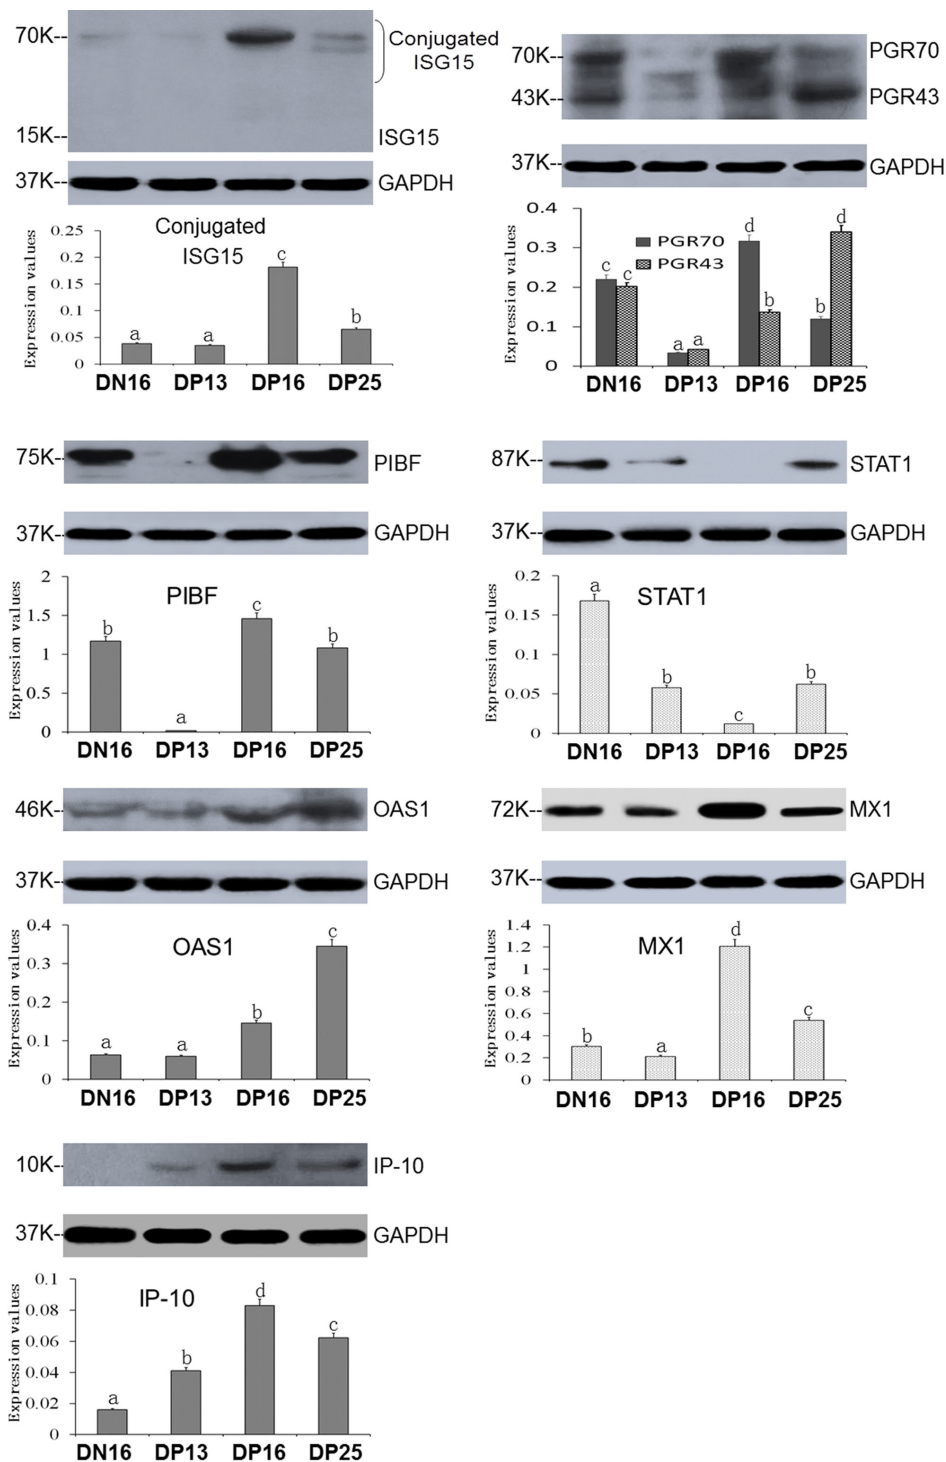 70K--
Conjugated
ISG15
15K--
ISG15
37K--
GAPDH
Conjugated
ISG15
Expression values
0.25
0.2
0.15
0.1
0.05
0
a
a
c
b
DN16 DP13 DP16 DP25
70K--
PGR70
43K--
PGR43
37K--
GAPDH
Expression values
0.4
0.3
0.2
0.1
0
PGR70
PGR43
c c
a a
d b
b d
DN16 DP13 DP16 DP25
75K--
PIBF
37K--
GAPDH
PIBF
Expression values
2
1.5
1
0.5
0
b
a
c
b
DN16 DP13 DP16 DP25
87K--
STAT1
37K--
GAPDH
STAT1
Expression values
0.2
0.15
0.1
0.05
0
a
b
c
b
DN16 DP13 DP16 DP25
46K--
OAS1
37K--
GAPDH
OAS1
Expression values
0.4
0.3
0.2
0.1
0
a
a
b
c
DN16 DP13 DP16 DP25
72K--
MX1
37K--
GAPDH
MX1
Expression values
1.4
1.2
1
0.8
0.6
0.4
0.2
0
b
a
d
c
DN16 DP13 DP16 DP25
10K--
IP-10
37K--
GAPDH
IP-10
Expression values
0.1
0.08
0.06
0.04
0.02
0
a
b
d
c
DN16 DP13 DP16 DP25